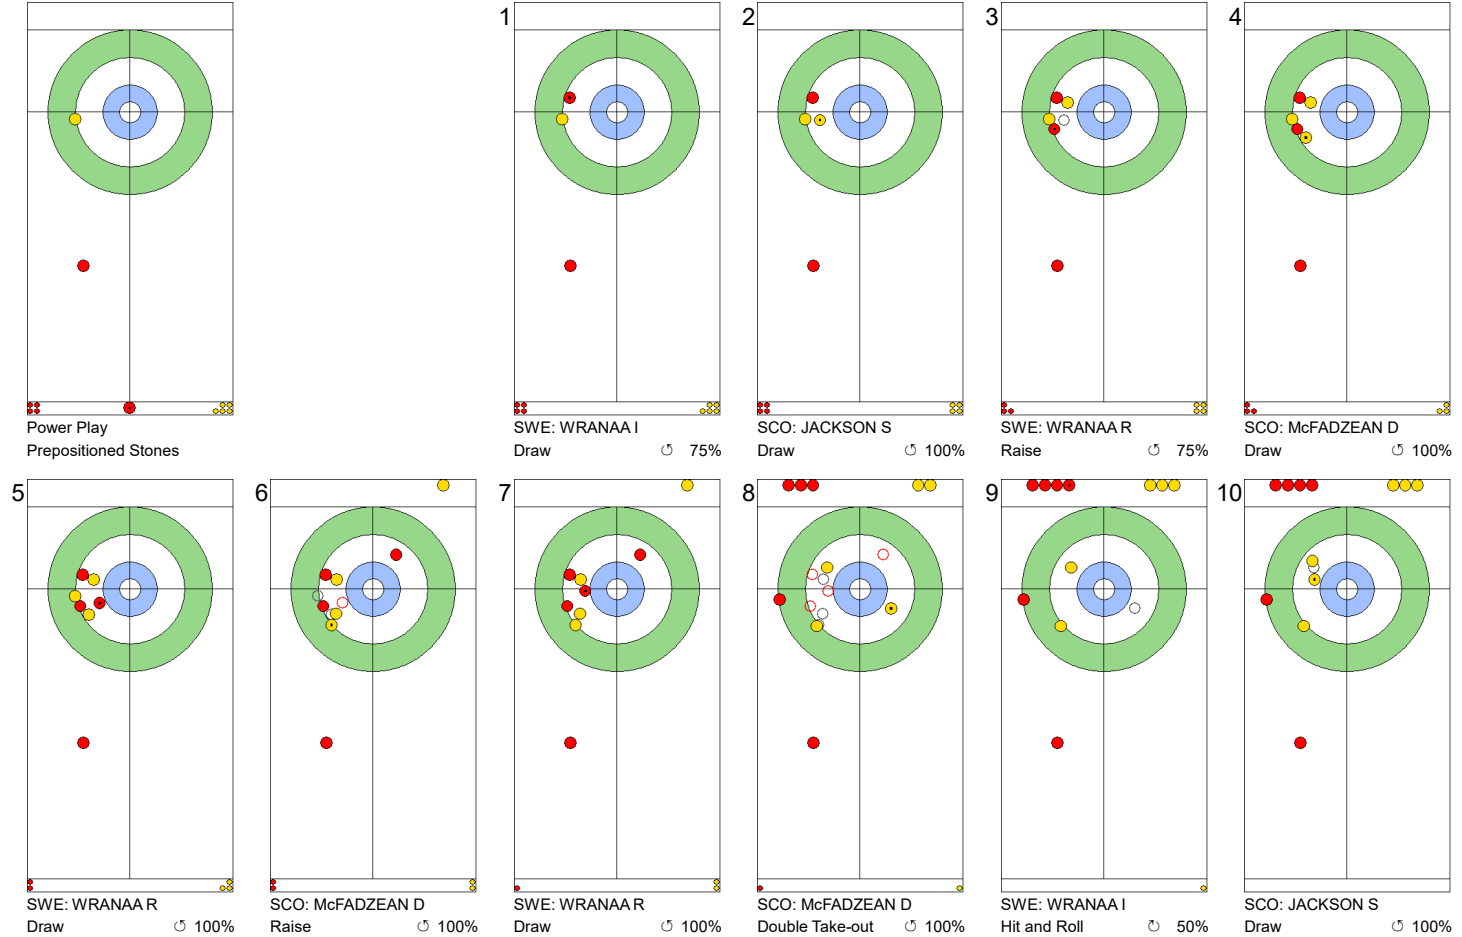 1
2
3
4
Power Play
Prepositioned Stones
SWE: WRANAA I
Draw 75%
SCO: JACKSON S
Draw 100%
SWE: WRANAA R
Raise 75%
SCO: McFADZEAN D
Draw 100%
5
6
7
8
9
10
SWE: WRANAA R
Draw 100%
SCO: McFADZEAN D
Raise 100%
SWE: WRANAA R
Draw 100%
SCO: McFADZEAN D
Double Take-out 100%
SWE: WRANAA I
Hit and Roll 50%
SCO: JACKSON S
Draw 100%